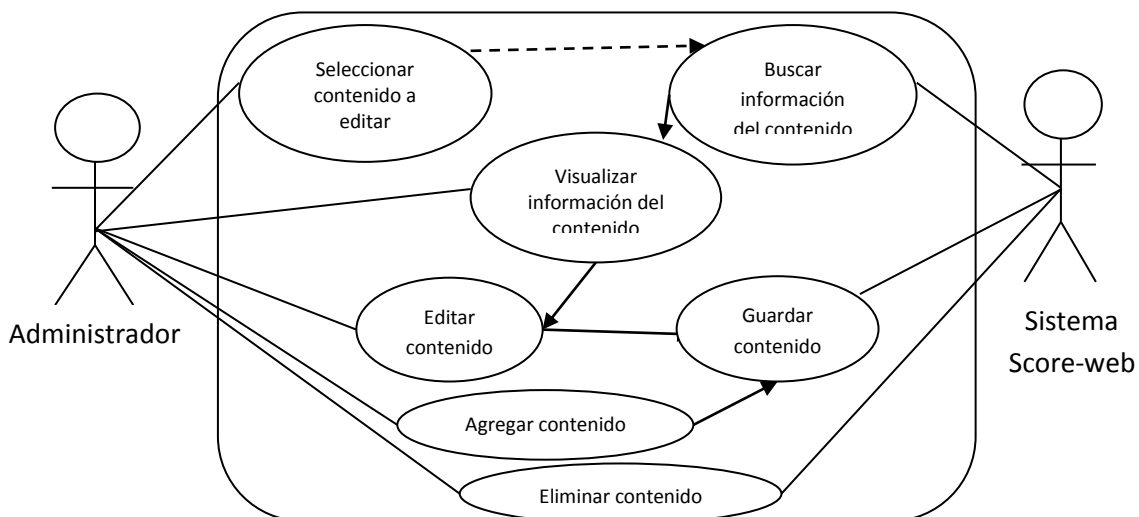 Seleccionar
contenido a
editar
Buscar
información
del contenido
Visualizar
información del
contenido
Editar
contenido
Guardar
contenido
Administrador
Sistema
Score-web
Agregar contenido
Eliminar contenido